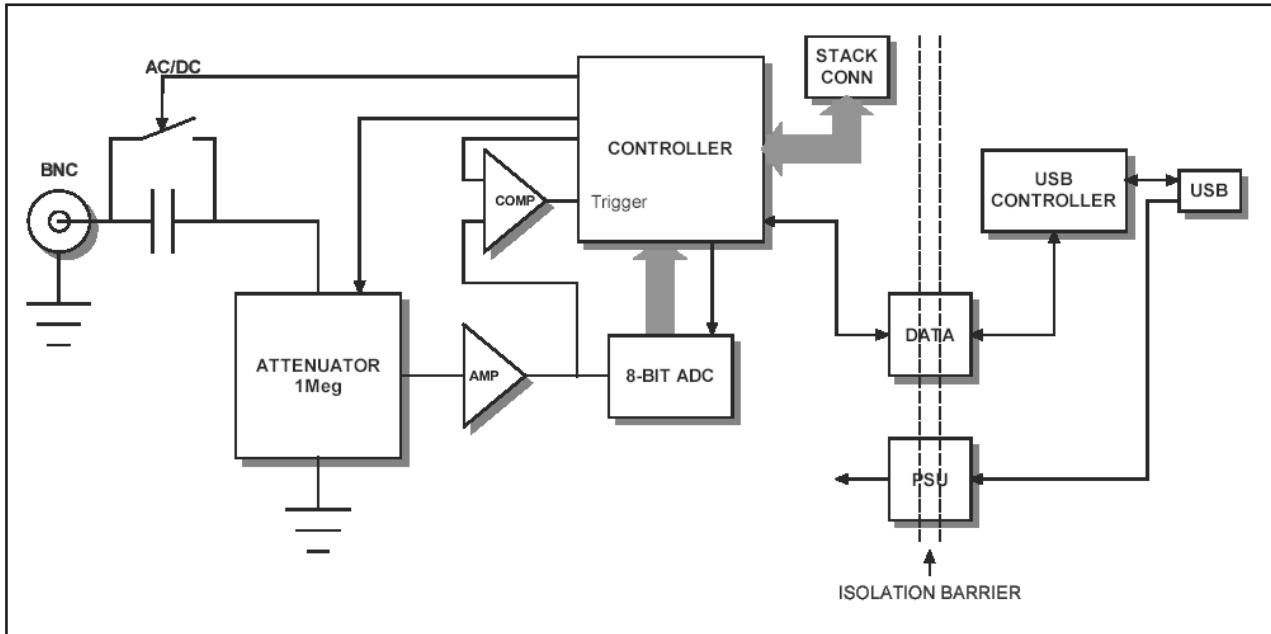 AC/DC
BNC
STACK
CONN
CONTROLLER
COMP
Trigger
USB
CONTROLLER
USB
ATTENUATOR
1Meg
AMP
8-BIT ADC
DATA
PSU
ISOLATION BARRIER